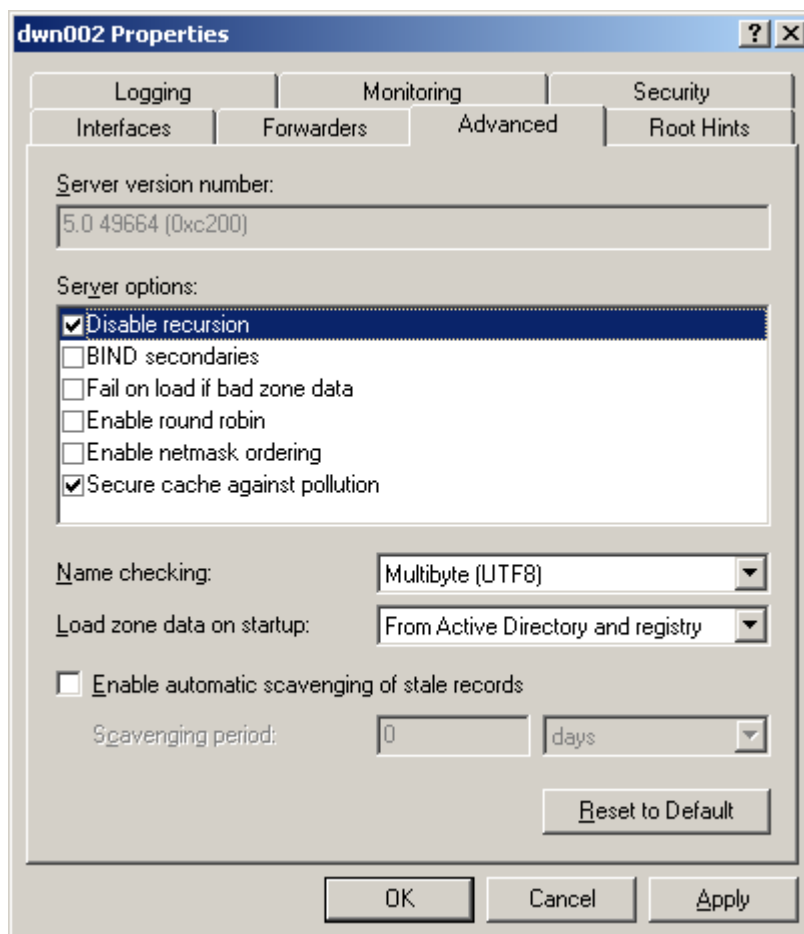 dwn002 Properties
Logging Monitoring Security
Interfaces Forwarders Advanced Root Hints
Server version number:
5.0 49664 (0xc200)
Server options:
Disable recursion
BIND secondaries
Fail on load if bad zone data
Enable round robin
Enable netmask ordering
Secure cache against pollution
Name checking: Multibyte (UTF8)
Load zone data on startup: From Active Directory and registry
Enable automatic scavenging of stale records
Scavenging period: 0 days
Reset to Default
OK Cancel Apply